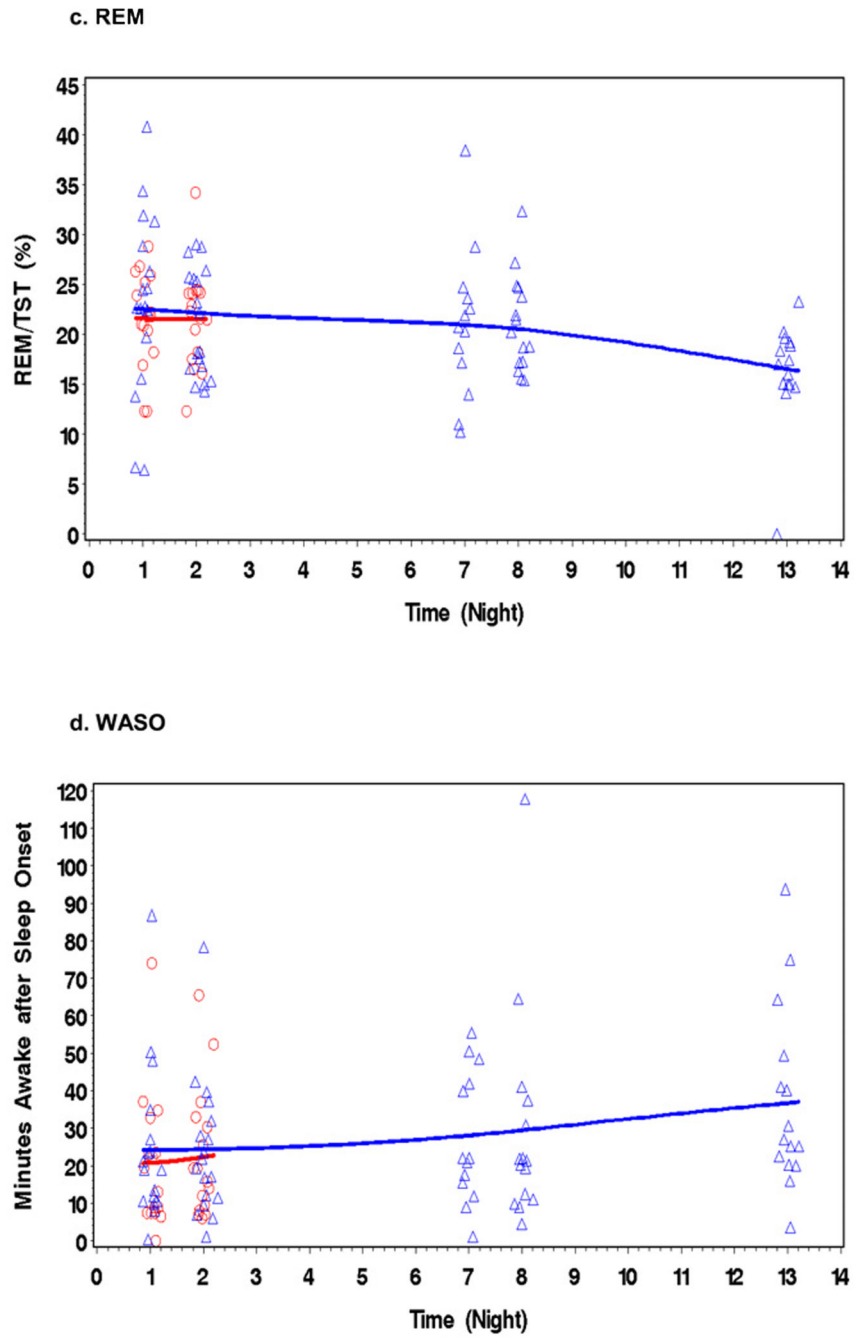 c. REM
45
40
35
30
25
20
15
10
5
0
REM/TST (%)
0 1 2 3 4 5 6 7 8 9 10 11 12 13 14
Time (Night)
d. WASO
120
110
100
90
80
70
60
50
40
30
20
10
0
Minutes Awake after Sleep Onset
0 1 2 3 4 5 6 7 8 9 10 11 12 13 14
Time (Night)